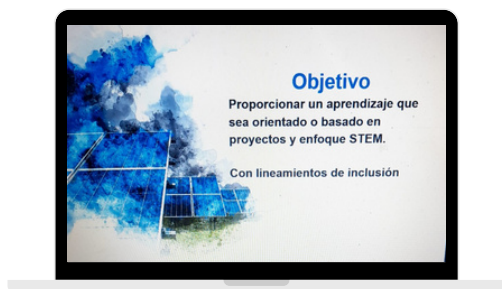 Objetivo
Proporcionar un aprendizaje que
sea orientado o basado en
proyectos y enfoque STEM.
Con lineamientos de inclusión